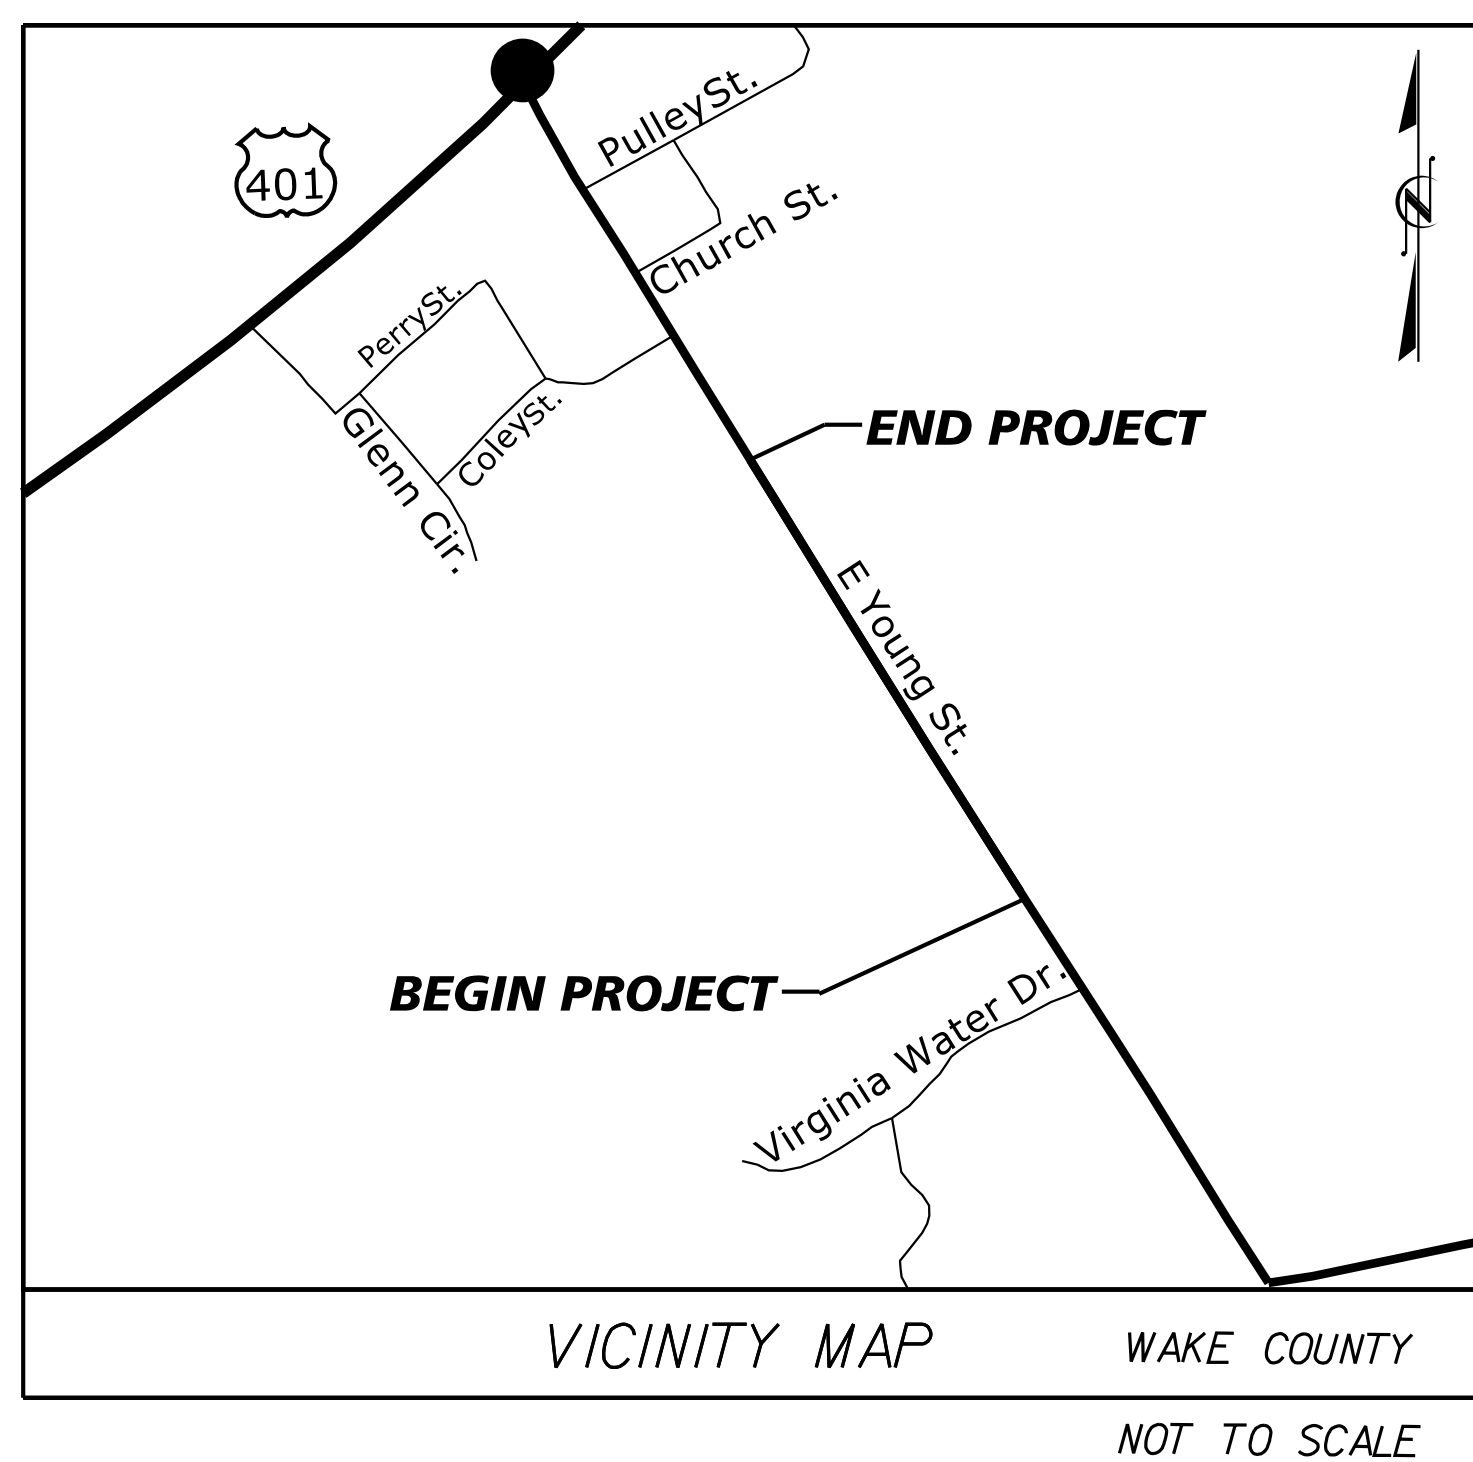 PulleySt.
401
Church St.
N
PerrySt.
ColeySt.
Glenn Cir.
END PROJECT
E Young St.
BEGIN PROJECT
Virginia Water Dr.
VICINITY MAP
WAKE COUNTY
NOT TO SCALE